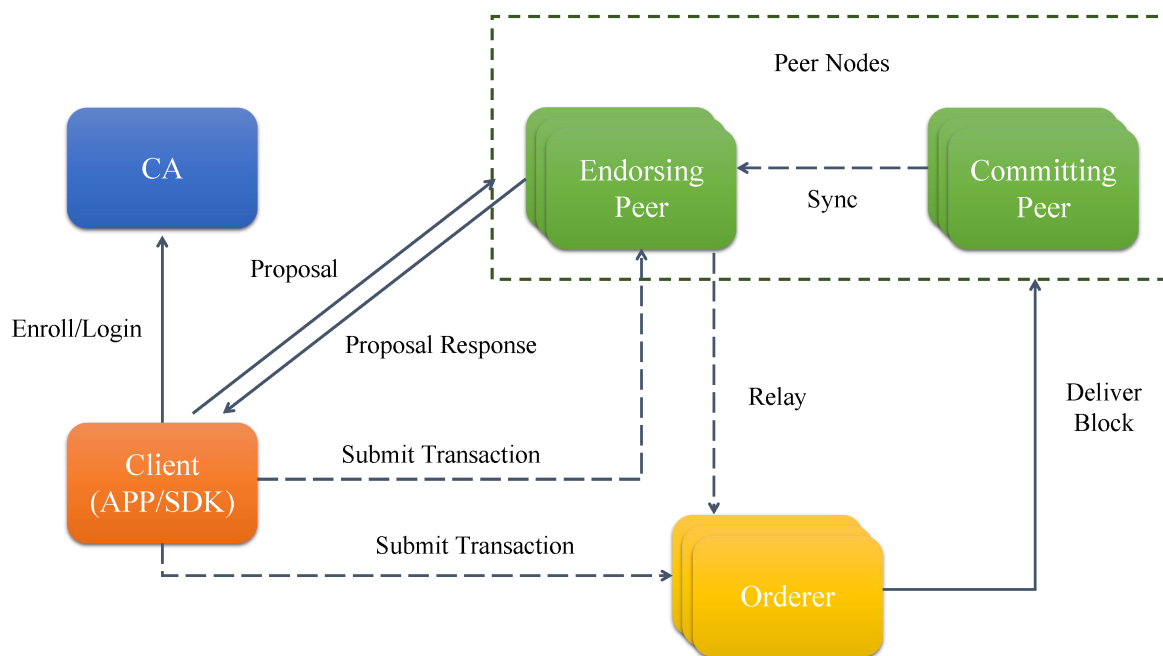 Peer Nodes
CA
Endorsing
Peer
Committing
Peer
Sync
Proposal
Enroll/Login
Proposal Response
Relay
Deliver
Block
Client
(APP/SDK)
Submit Transaction
Submit Transaction
Orderer